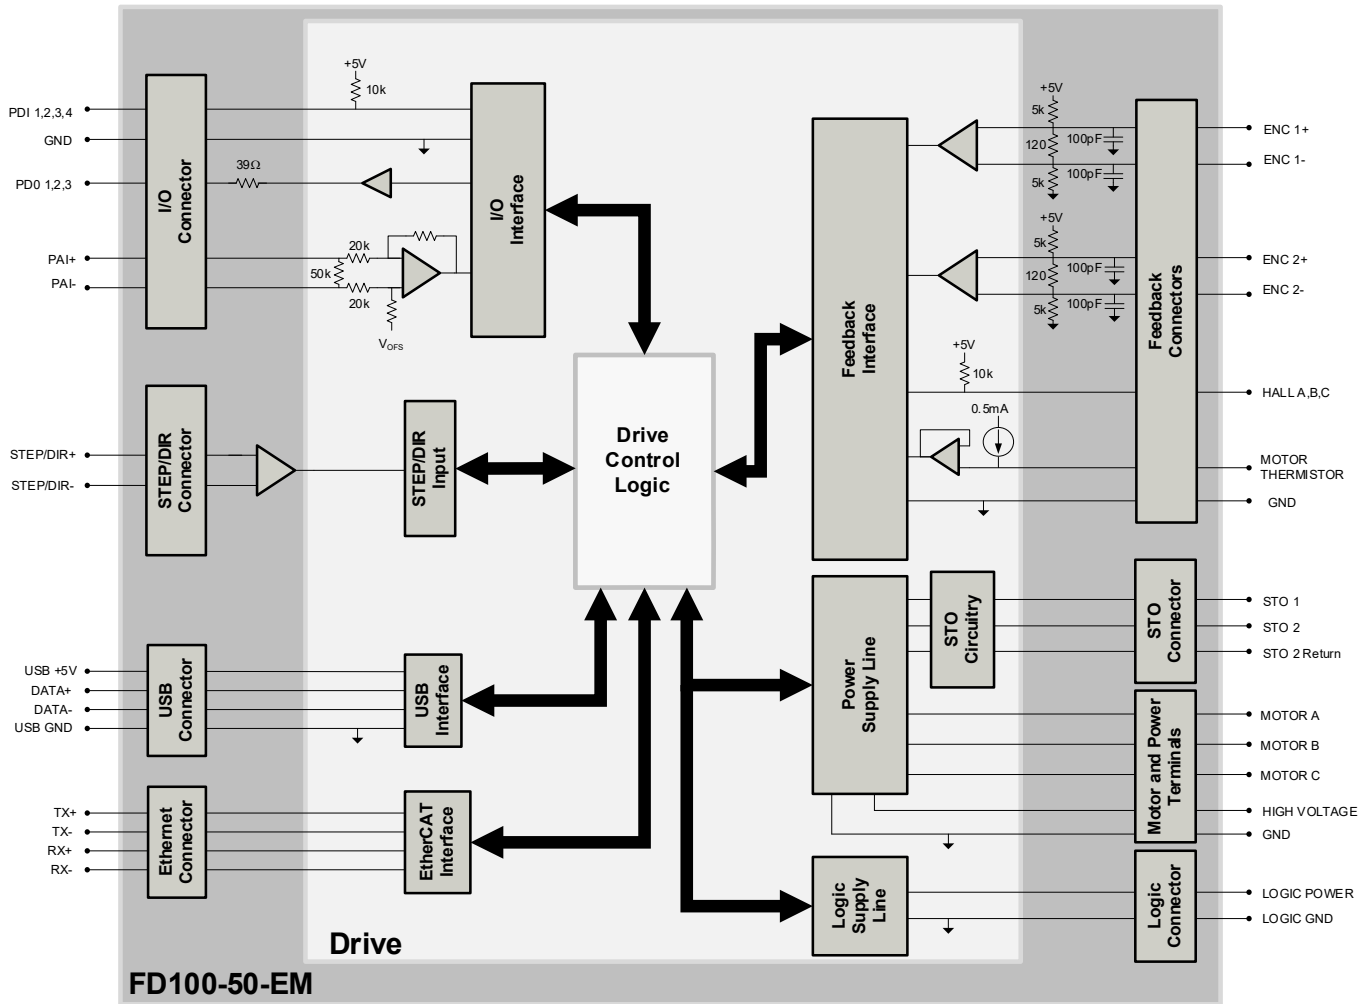 +5V
10k
PDI 1,2,3,4
GND
39Ω
PD0 1,2,3
PAI+
PAI-
20k
50k
20k
VOFS
I/O
Connector
I/O
Interface
STEP/DIR+
STEP/DIR-
STEP/DIR
Connector
STEP/DIR
Input
USB +5V
DATA+
DATA-
USB GND
USB
Connector
USB
Interface
TX+
TX-
RX+
RX-
Ethernet
Connector
EtherCAT
Interface
Drive
Control
Logic
Feedback
Interface
+5V
5k
120
5k
100pF
100pF
+5V
5k
120
5k
100pF
100pF
+5V
10k
0.5mA
Feedback
Connectors
ENC 1+
ENC 1-
ENC 2+
ENC 2-
HALL A,B,C
MOTOR
THERMISTOR
GND
Power
Supply Line
STO
Circuitry
STO
Connector
STO 1
STO 2
STO 2 Return
Motor and Power
Terminals
MOTOR A
MOTOR B
MOTOR C
HIGH VOLTAGE
GND
Logic
Supply
Line
Logic
Connector
LOGIC POWER
LOGIC GND
Drive
FD100-50-EM